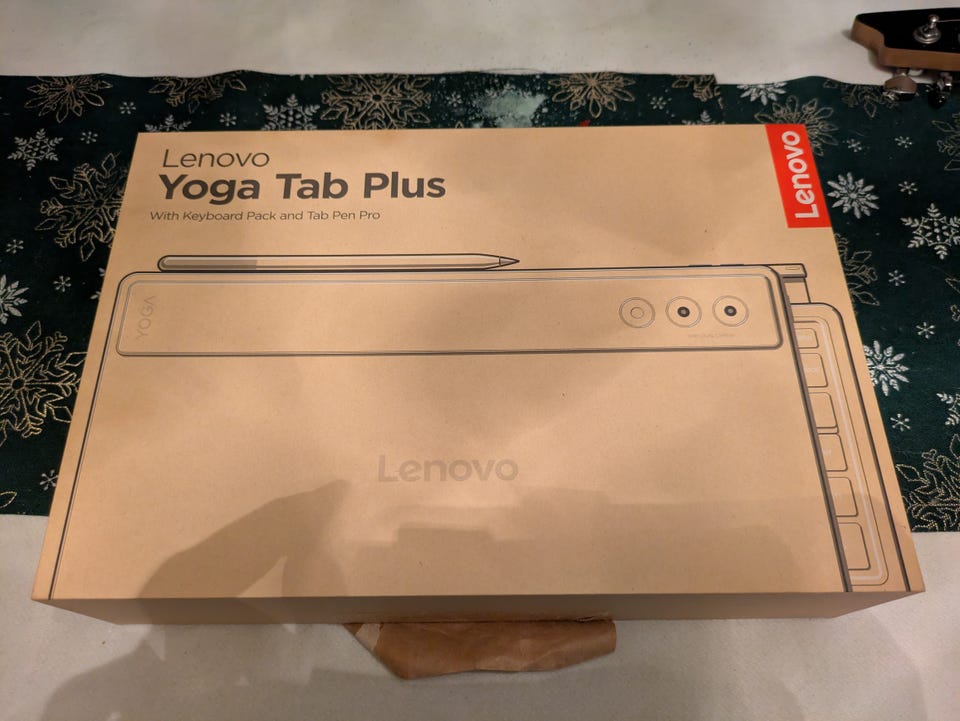 Lenovo
Yoga Tab Plus
With Keyboard Pack and Tab Pen Pro
Lenovo
YOGA
Lenovo